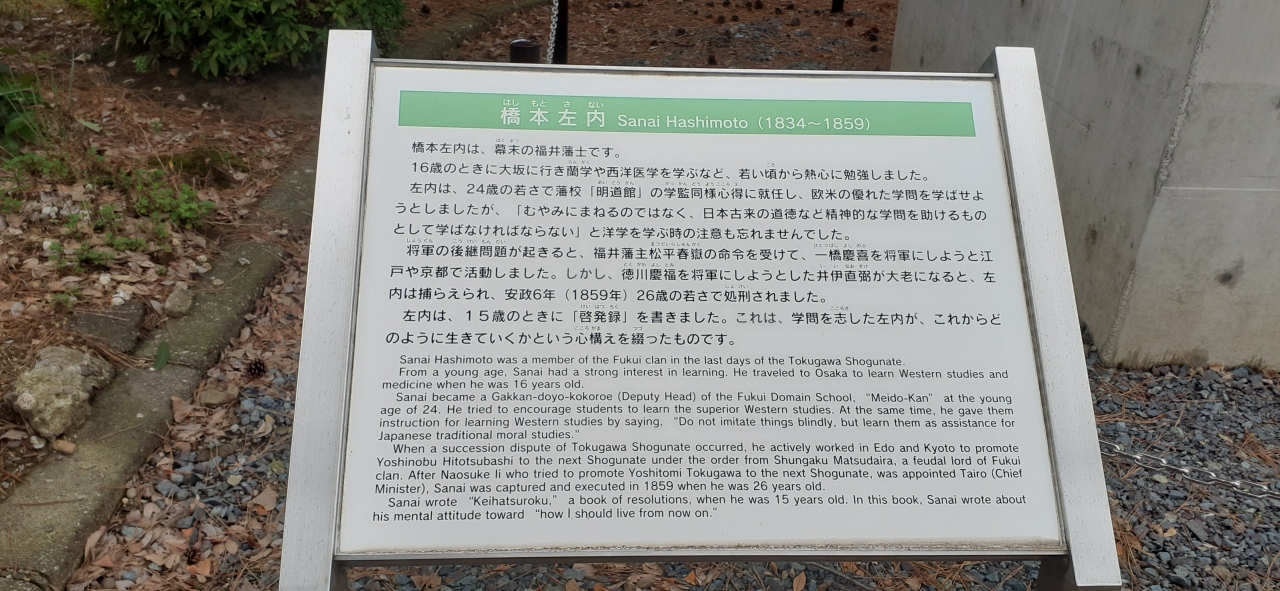 橋本左内 Sanai Hashimoto（1834～1859）
橋本左内は、幕末の福井藩士です。
16歳のときに大坂に行き蘭学や西洋医学を学ぶなど、若い頃から熱心に勉強しました。
左内は、24歳の若さで藩校「明道館」の学監同様心得に就任し、欧米の優れた学問を学ばせよ
うとしましたが、「むやみにまねるのではなく、日本古来の道徳など精神的な学問を助けるもの
として学ばなければならない」と洋学を学ぶ時の注意も忘れませんでした。
将軍の後継問題が起きると、福井藩主松平春嶽の命令を受けて、一橋慶喜を将軍にしようと江
戸や京都で活動しました。しかし、徳川慶福を将軍にしようとした井伊直弼が大老になると、左
内は捕らえられ、安政6年（1859年）26歳の若さで処刑されました。
左内は、１５歳のときに「啓発録」を書きました。これは、学問を志した左内が、これからど
のように生きていくかという心構えを綴ったものです。
Sanai Hashimoto was a member of the Fukui clan in the last days of the Tokugawa Shogunate.
From a young age, Sanai had a strong interest in learning. He traveled to Osaka to learn Western studies and
medicine when he was 16 years old.
Sanai became a Gakkan-doyo-kokoroe (Deputy Head) of the Fukui Domain School, “Meido-Kan” at the young
age of 24. He tried to encourage students to learn the superior Western studies. At the same time, he gave them
instruction for learning Western studies by saying, “Do not imitate things blindly, but learn them as assistance for
Japanese traditional moral studies.”
When a succession dispute of Tokugawa Shogunate occurred, he actively worked in Edo and Kyoto to promote
Yoshinobu Hitotsubashi to the next Shogunate under the order from Shungaku Matsudaira, a feudal lord of Fukui
clan. After Naosuke Ii who tried to promote Yoshitomi Tokugawa to the next Shogunate, was appointed Tairo (Chief
Minister), Sanai was captured and executed in 1859 when he was 26 years old.
Sanai wrote “Keihatsuroku,” a book of resolutions, when he was 15 years old. In this book, Sanai wrote about
his mental attitude toward “how I should live from now on.”